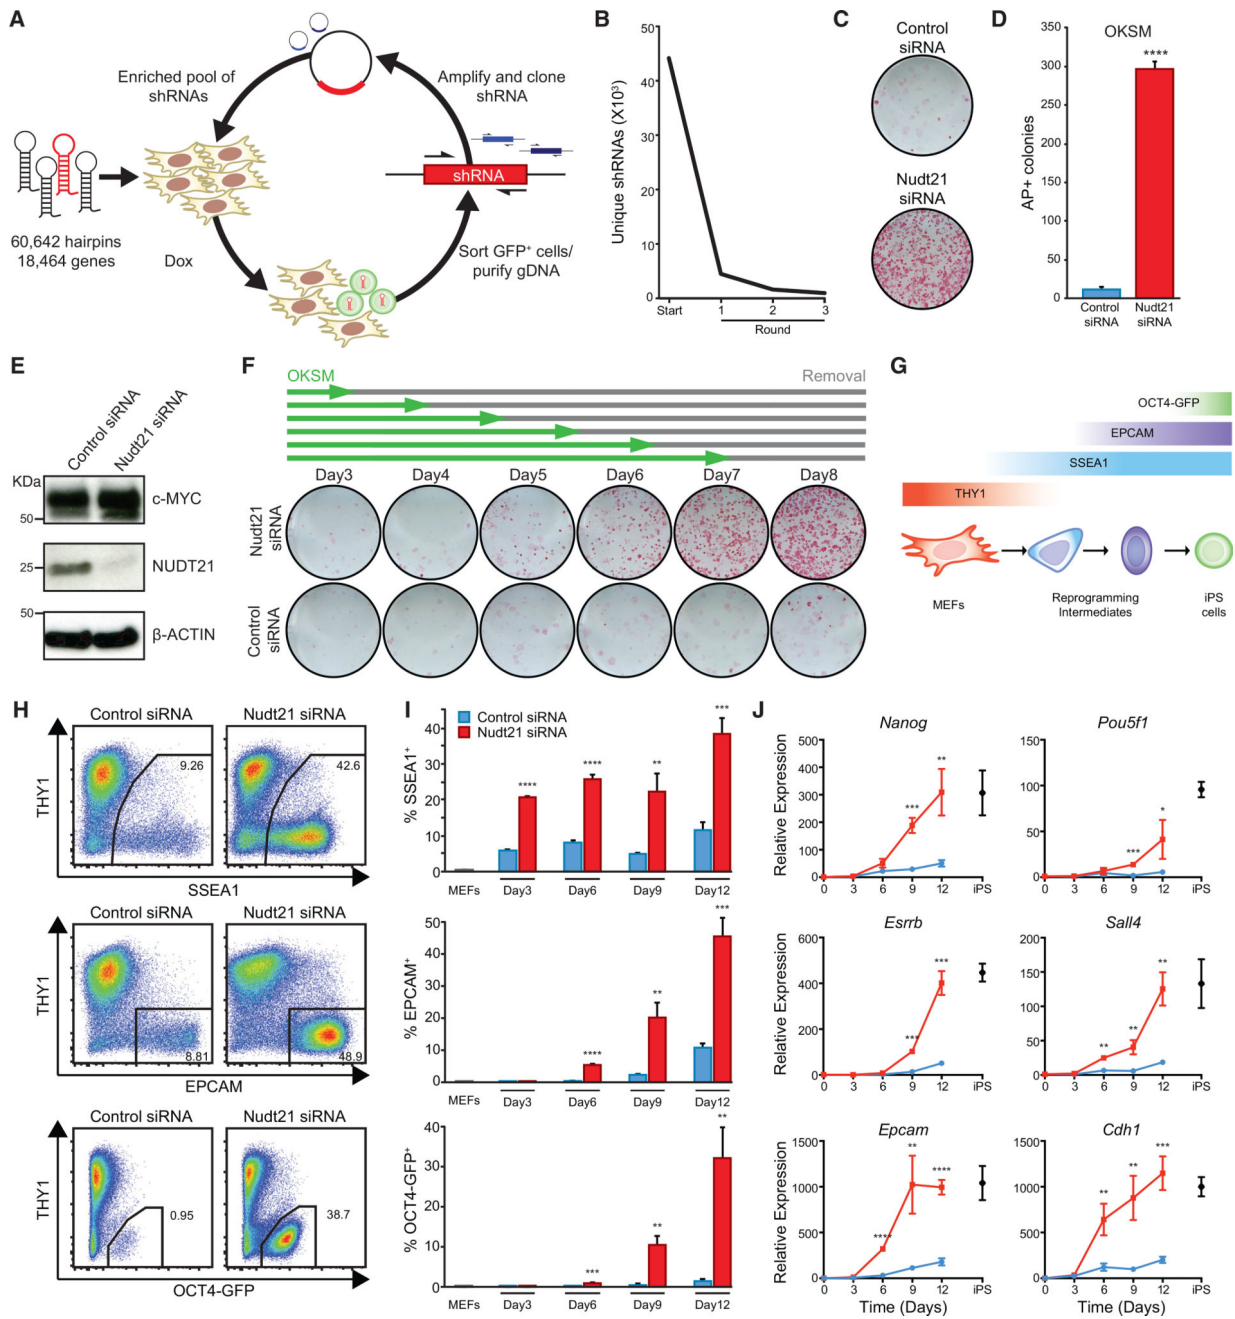 A
Enriched pool of
shRNAs
Amplify and clone
shRNA
shRNA
60,642 hairpins
18,464 genes
Dox
Sort GFP+ cells/
purify gDNA
B
Unique shRNAs (X10³)
50
40
30
20
10
0
Start
1
2
3
Round
C
Control
siRNA
Nudt21
siRNA
D
OKSM
AP+ colonies
350
300
250
200
150
100
50
0
****
Control
siRNA
Nudt21
siRNA
E
Control siRNA
Nudt21 siRNA
KDa
50
c-MYC
25
NUDT21
50
β-ACTIN
F
OKSM
Removal
Day3
Day4
Day5
Day6
Day7
Day8
Nudt21
siRNA
Control
siRNA
G
OCT4-GFP
EPCAM
SSEA1
THY1
MEFs
Reprogramming
Intermediates
iPS
cells
H
Control siRNA
Nudt21 siRNA
THY1
9.26
42.6
SSEA1
Control siRNA
Nudt21 siRNA
THY1
8.81
48.9
EPCAM
Control siRNA
Nudt21 siRNA
THY1
0.95
38.7
OCT4-GFP
I
Control siRNA
Nudt21 siRNA
% SSEA1+
40
30
20
10
0
****
****
**
***
MEFs
Day3
Day6
Day9
Day12
% EPCAM+
50
40
30
20
10
0
****
**
***
MEFs
Day3
Day6
Day9
Day12
% OCT4-GFP+
40
30
20
10
0
***
**
**
MEFs
Day3
Day6
Day9
Day12
J
Nanog
Relative Expression
500
400
300
200
100
0
***
**
0
3
6
9
12
iPS
Pou5f1
150
100
50
0
***
*
0
3
6
9
12
iPS
Esrrb
Relative Expression
600
400
200
0
***
***
0
3
6
9
12
iPS
Sall4
200
150
100
50
0
**
**
**
0
3
6
9
12
iPS
Epcam
Relative Expression
1500
1000
500
0
****
**
****
0
3
6
9
12
iPS
Time (Days)
Cdh1
1500
1000
500
0
**
**
***
0
3
6
9
12
iPS
Time (Days)